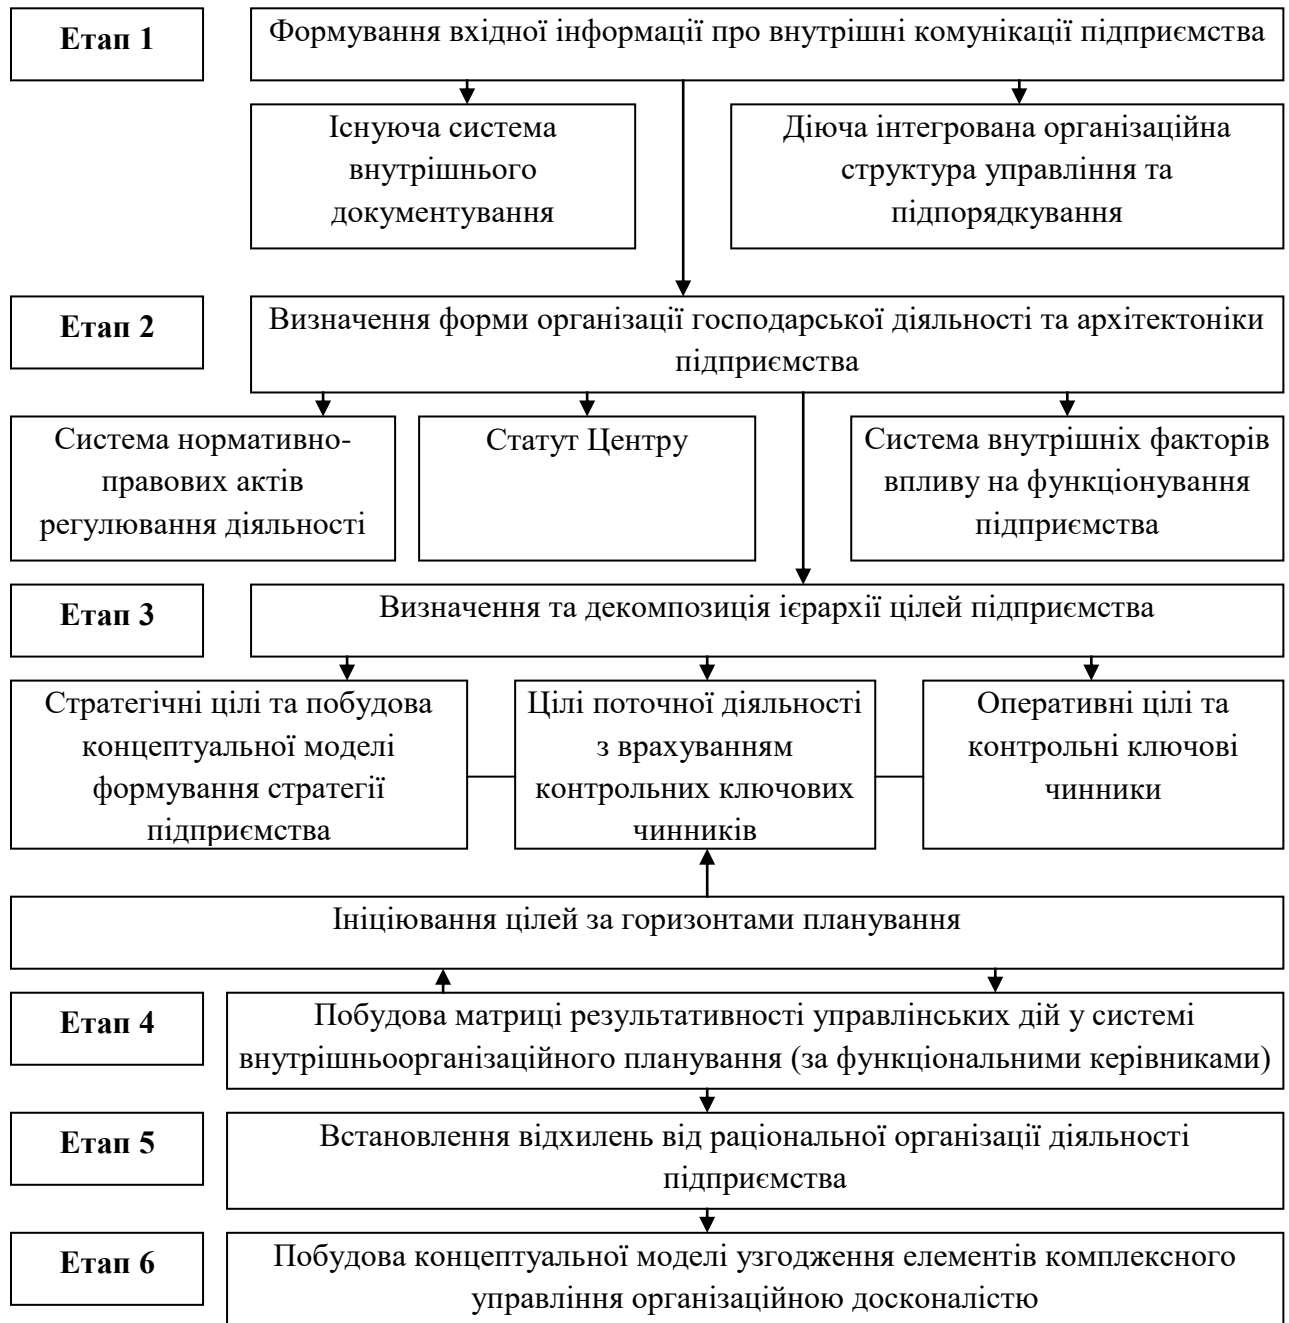 Етап 1
Формування вхідної інформації про внутрішні комунікації підприємства
Існуюча система
внутрішнього
документування
Діюча інтегрована організаційна
структура управління та
підпорядкування
Етап 2
Визначення форми організації господарської діяльності та архітектоніки
підприємства
Система нормативно-
правових актів
регулювання діяльності
Статут Центру
Система внутрішніх факторів
впливу на функціонування
підприємства
Етап 3
Визначення та декомпозиція ієрархії цілей підприємства
Стратегічні цілі та побудова
концептуальної моделі
формування стратегії
підприємства
Цілі поточної діяльності
з врахуванням
контрольних ключових
чинників
Оперативні цілі та
контрольні ключові
чинники
Ініціювання цілей за горизонтами планування
Етап 4
Побудова матриці результативності управлінських дій у системі
внутрішньоорганізаційного планування (за функціональними керівниками)
Етап 5
Встановлення відхилень від раціональної організації діяльності
підприємства
Етап 6
Побудова концептуальної моделі узгодження елементів комплексного
управління організаційною досконалістю